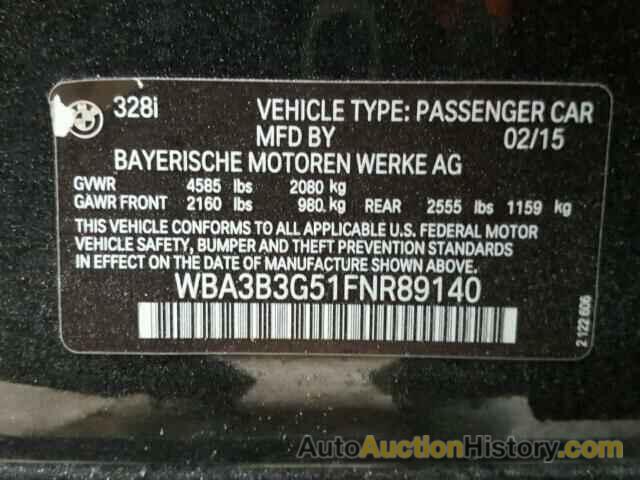 328i VEHICLE TYPE: PASSENGER CAR
MFD BY 02/15
BAYERISCHE MOTOREN WERKE AG
GVWR 4585 lbs 2080 kg
GAWR FRONT 2160 lbs 980 kg REAR 2555 lbs 1159 kg
THIS VEHICLE CONFORMS TO ALL APPLICABLE U.S. FEDERAL MOTOR
VEHICLE SAFETY, BUMPER AND THEFT PREVENTION STANDARDS
IN EFFECT ON THE DATE OF MANUFACTURE SHOWN ABOVE.
WBA3B3G51FNR89140
2 122 606
AutoAuctionHistory.com